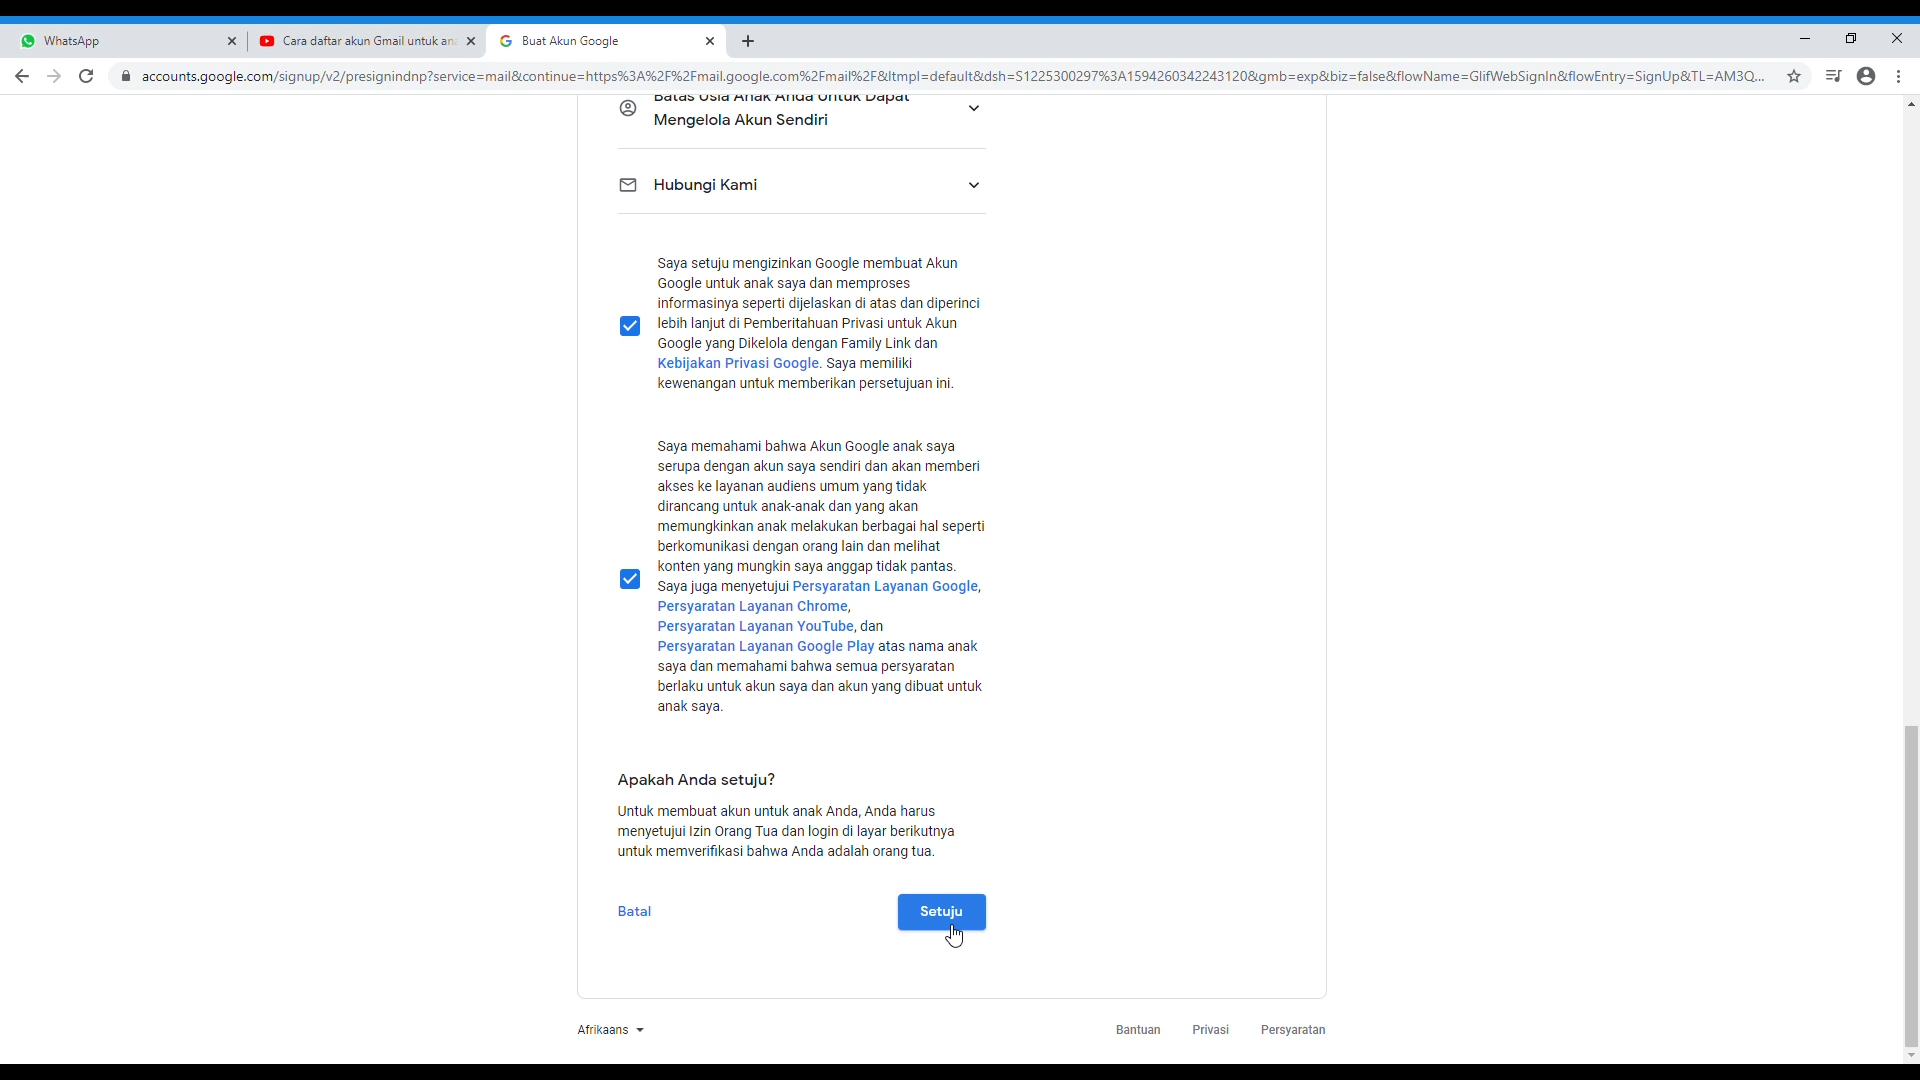 WhatsApp
Cara daftar akun Gmail untuk an
Buat Akun Google
accounts.google.com/signup/v2/presignindnp?service=mail&continue=https%3A%2F%2Fmail.google.com%2Fmail%2F&ltmpl=default&dsh=S1225300297%3A1594260342243120&gmb=exp&biz=false&flowName=GlifWebSignIn&flowEntry=SignUp&TL=AM3Q...
Batas Usia Anak Anda Untuk Dapat
Mengelola Akun Sendiri
Hubungi Kami
Saya setuju mengizinkan Google membuat Akun
Google untuk anak saya dan memproses
informasinya seperti dijelaskan di atas dan diperinci
lebih lanjut di Pemberitahuan Privasi untuk Akun
Google yang Dikelola dengan Family Link dan
Kebijakan Privasi Google. Saya memiliki
kewenangan untuk memberikan persetujuan ini.
Saya memahami bahwa Akun Google anak saya
serupa dengan akun saya sendiri dan akan memberi
akses ke layanan audiens umum yang tidak
dirancang untuk anak-anak dan yang akan
memungkinkan anak melakukan berbagai hal seperti
berkomunikasi dengan orang lain dan melihat
konten yang mungkin saya anggap tidak pantas.
Saya juga menyetujui Persyaratan Layanan Google,
Persyaratan Layanan Chrome,
Persyaratan Layanan YouTube, dan
Persyaratan Layanan Google Play atas nama anak
saya dan memahami bahwa semua persyaratan
berlaku untuk akun saya dan akun yang dibuat untuk
anak saya.
Apakah Anda setuju?
Untuk membuat akun untuk anak Anda, Anda harus
menyetujui Izin Orang Tua dan login di layar berikutnya
untuk memverifikasi bahwa Anda adalah orang tua.
Batal
Setuju
Afrikaans
Bantuan
Privasi
Persyaratan